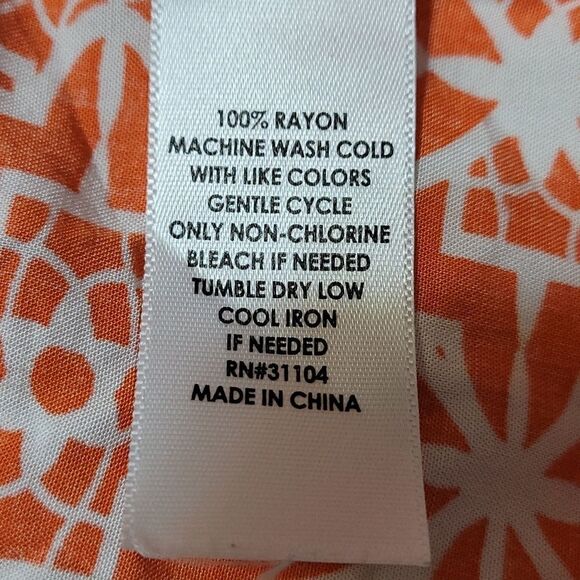 100% RAYON
MACHINE WASH COLD
WITH LIKE COLORS
GENTLE CYCLE
ONLY NON-CHLORINE
BLEACH IF NEEDED
TUMBLE DRY LOW
COOL IRON
IF NEEDED
RN#31104
MADE IN CHINA